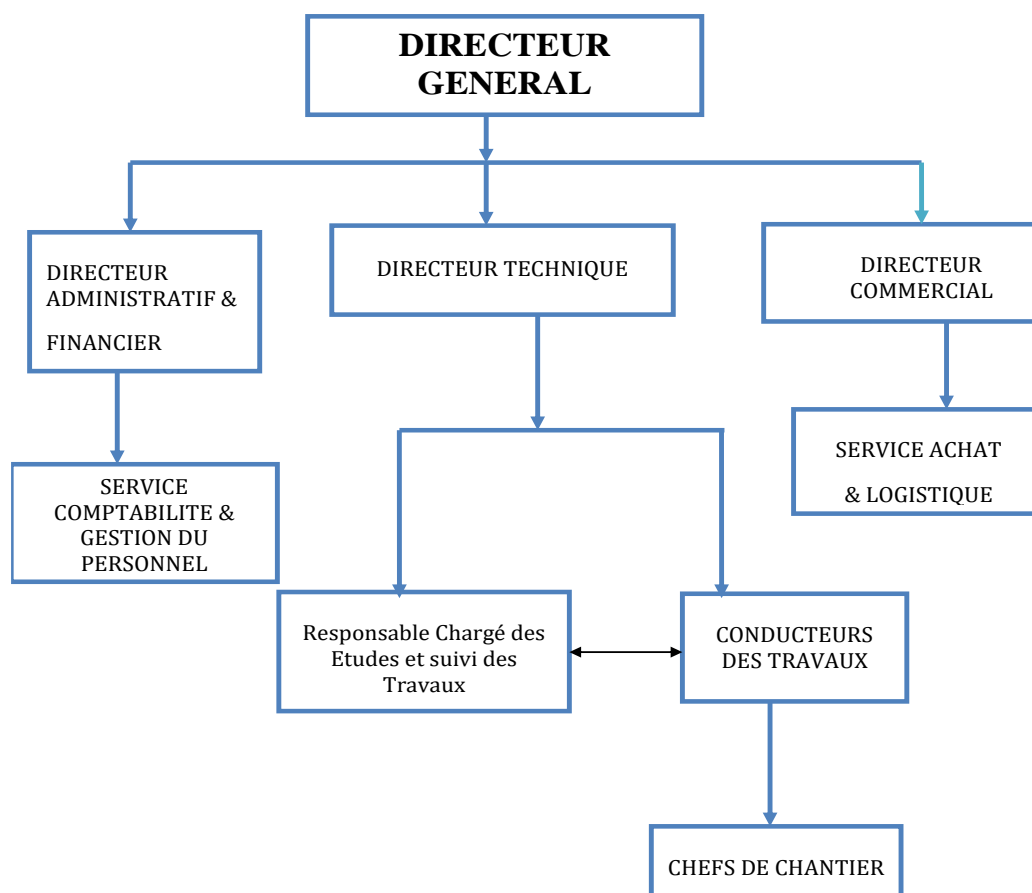 DIRECTEUR
GENERAL
DIRECTEUR
ADMINISTRATIF &
FINANCIER
DIRECTEUR TECHNIQUE
DIRECTEUR
COMMERCIAL
SERVICE
COMPTABILITE &
GESTION DU
PERSONNEL
SERVICE ACHAT
& LOGISTIQUE
Responsable Chargé des
Etudes et suivi des
Travaux
CONDUCTEURS
DES TRAVAUX
CHEFS DE CHANTIER